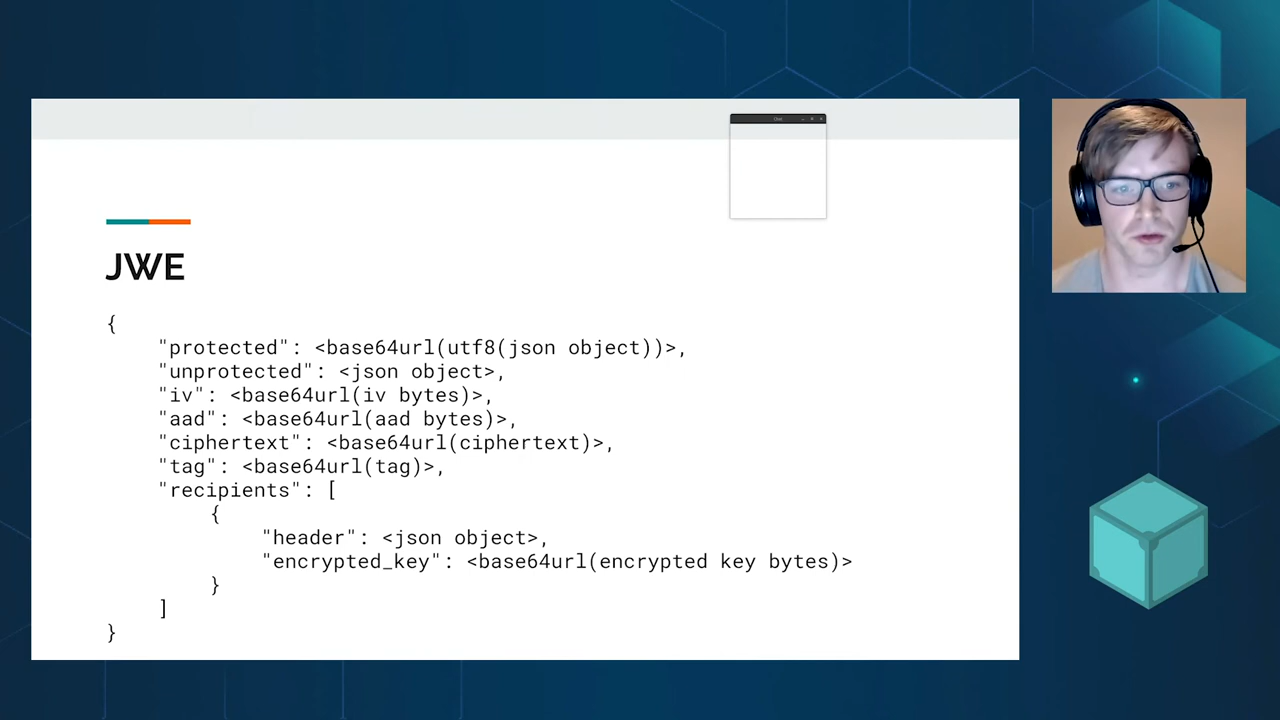 Chat
JWE
{
"protected": <base64url(utf8(json object))>,
"unprotected": <json object>,
"iv": <base64url(iv bytes)>,
"aad": <base64url(aad bytes)>,
"ciphertext": <base64url(ciphertext)>,
"tag": <base64url(tag)>,
"recipients": [
{
"header": <json object>,
"encrypted_key": <base64url(encrypted key bytes)>
}
]
}